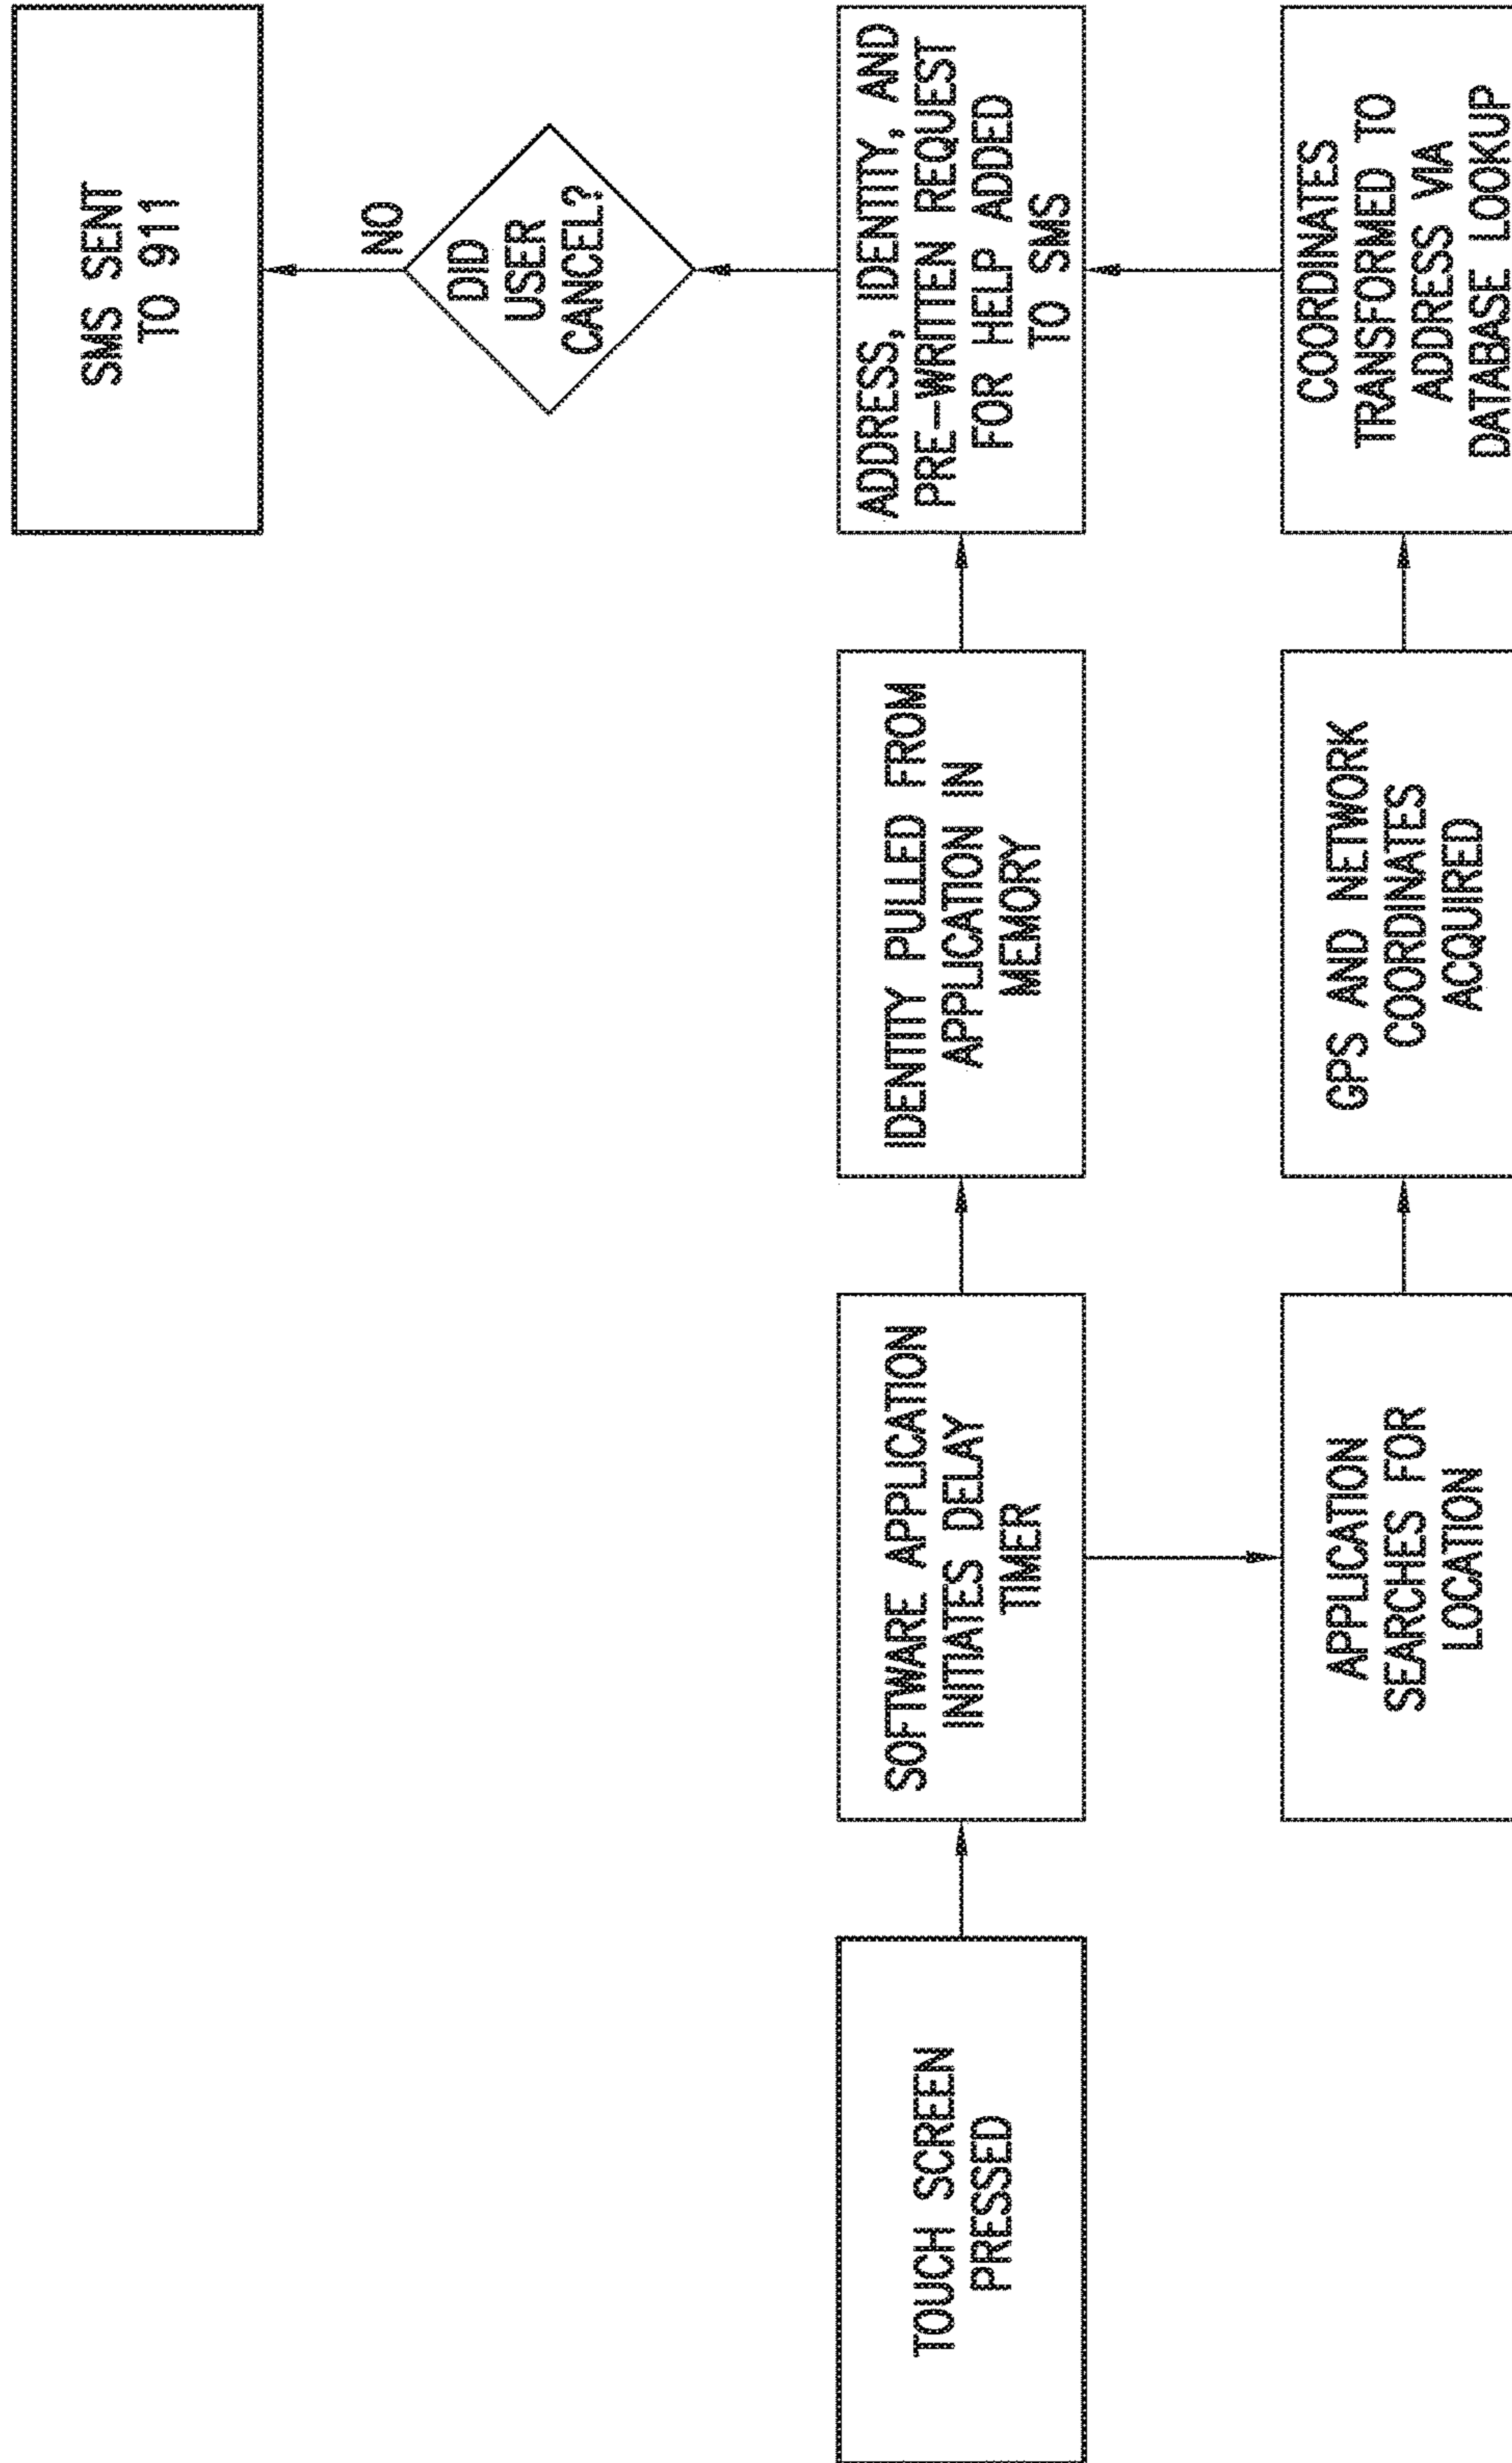 SMS SENT
TO 911
NO
DID
USER
CANCEL?
TOUCH SCREEN
PRESSED
SOFTWARE APPLICATION
INITIATES DELAY
TIMER
IDENTITY PULLED FROM
APPLICATION IN
MEMORY
ADDRESS, IDENTITY, AND
PRE-WRITTEN REQUEST
FOR HELP ADDED
TO SMS
APPLICATION
SEARCHES FOR
LOCATION
GPS AND NETWORK
COORDINATES
ACQUIRED
COORDINATES
TRANSFORMED TO
ADDRESS VIA
DATABASE LOOKUP